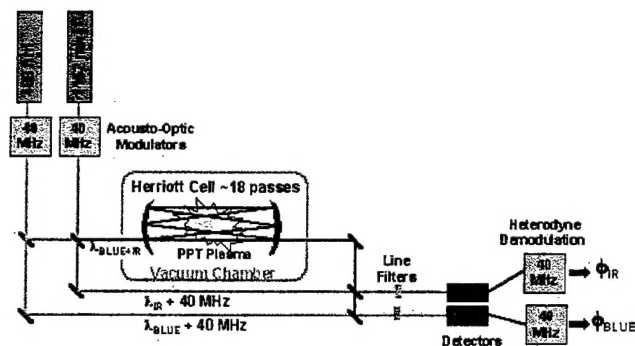 40 MHz
40 MHz
Acousto-Optic
Modulators
Herriott Cell ~18 passes
λBLUE+IR
PPT Plasma
Vacuum Chamber
Line
Filters
Heterodyne
Demodulation
40 MHz
ϕIR
λIR + 40 MHz
λBLUE + 40 MHz
Detectors
40 MHz
ϕBLUE